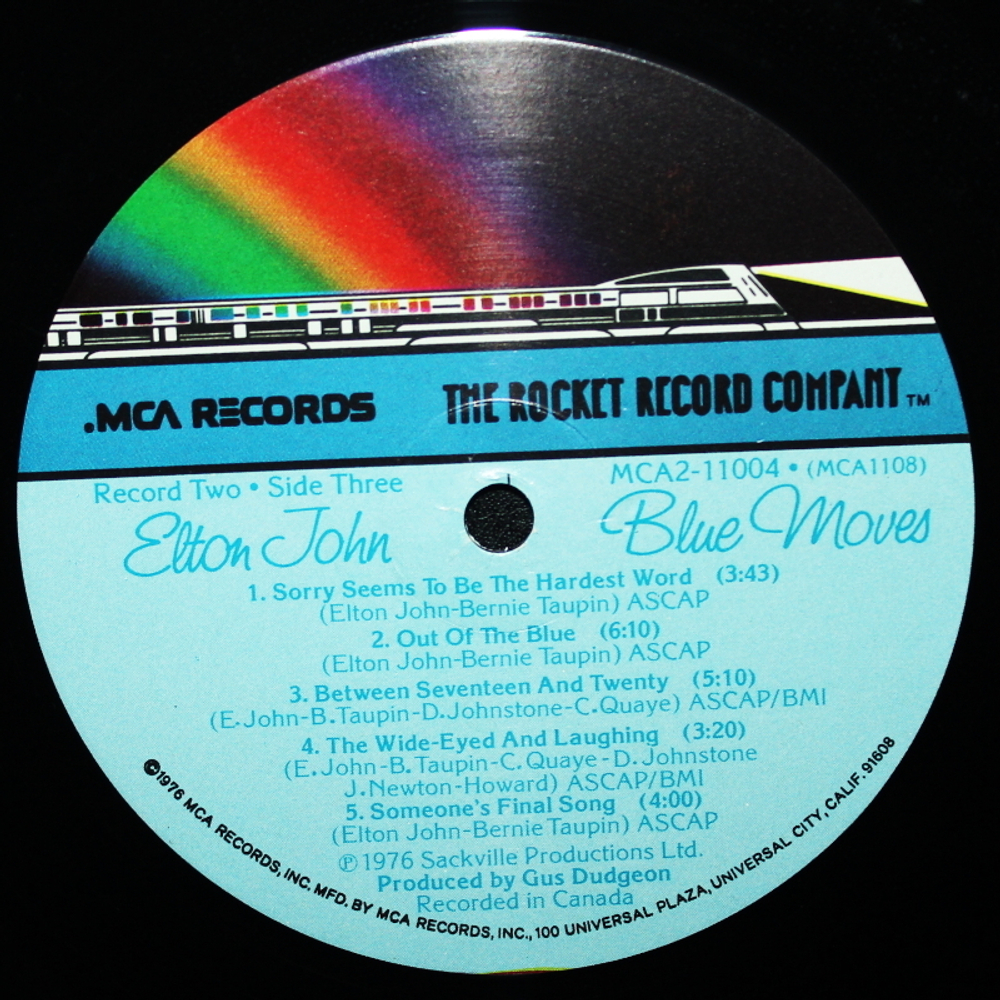 .MCA RECORDS
THE ROCKET RECORD COMPANY TM
Record Two • Side Three
MCA2-11004 • (MCA1108)
Elton John
Blue Moves
1. Sorry Seems To Be The Hardest Word (3:43)
(Elton John-Bernie Taupin) ASCAP
2. Out Of The Blue (6:10)
(Elton John-Bernie Taupin) ASCAP
3. Between Seventeen And Twenty (5:10)
(E.John-B.Taupin-D.Johnstone-C.Quaye) ASCAP/BMI
4. The Wide-Eyed And Laughing (3:20)
(E.John-B.Taupin-C.Quaye-D.Johnstone
J.Newton-Howard) ASCAP/BMI
5. Someone's Final Song (4:00)
(Elton John-Bernie Taupin) ASCAP
℗1976 Sackville Productions Ltd.
Produced by Gus Dudgeon
Recorded in Canada
©1976 MCA RECORDS, INC. MFD. BY MCA RECORDS, INC., 100 UNIVERSAL PLAZA, UNIVERSAL CITY, CALIF. 91608